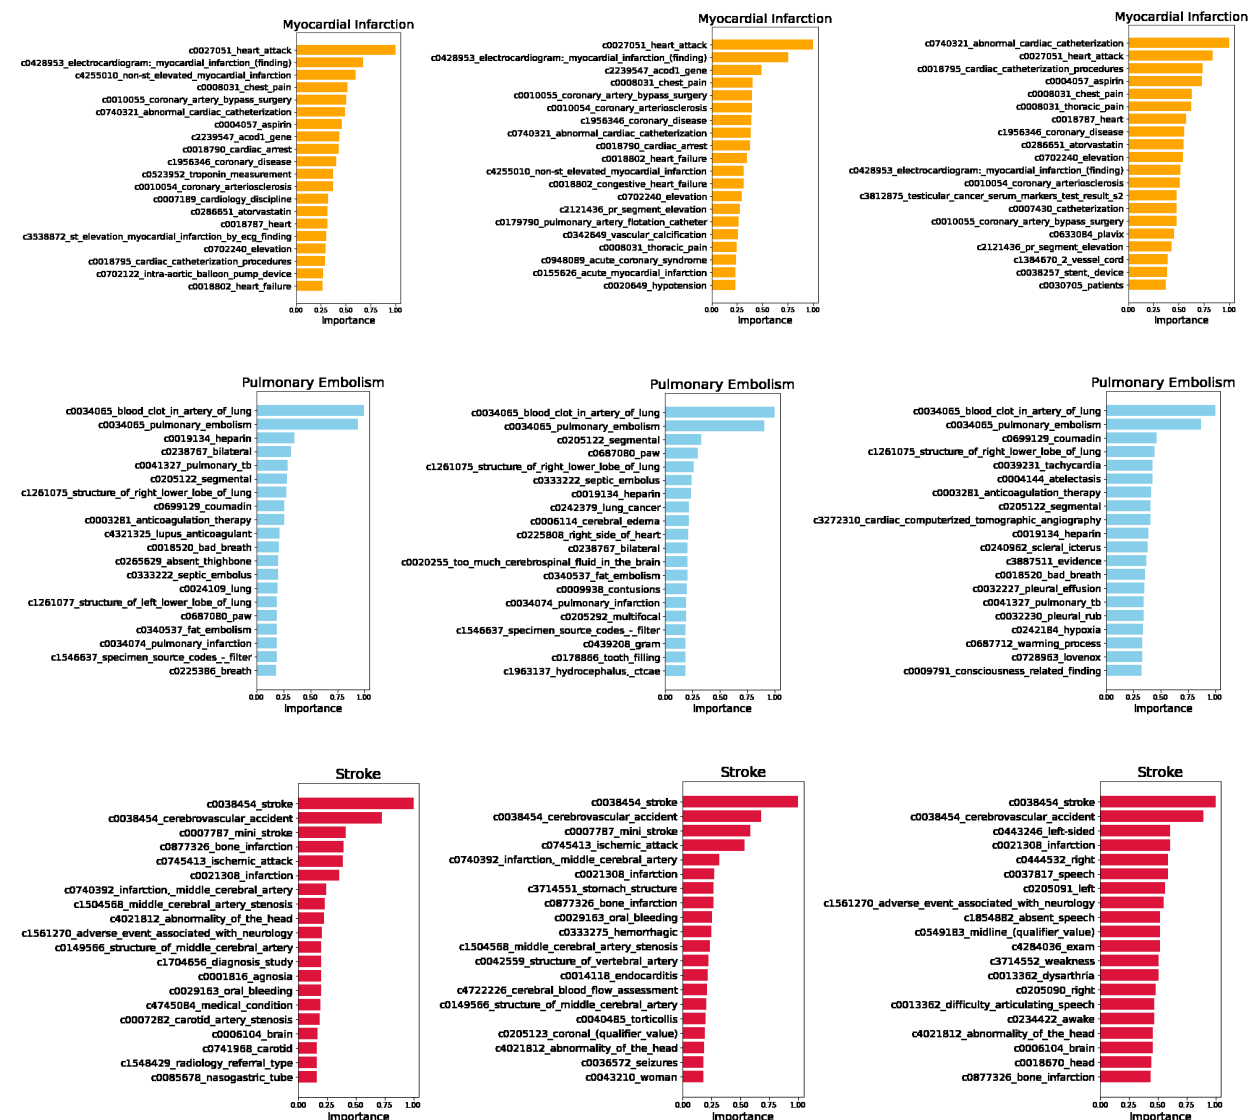 Myocardial Infarction
c0027051_heart_attack
c0428953_electrocardiogram:_myocardial_infarction_(finding)
c4255010_non-st_elevated_myocardial_infarction
c0008031_chest_pain
c0010055_coronary_artery_bypass_surgery
c0740321_abnormal_cardiac_catheterization
c0004057_aspirin
c2239547_acod1_gene
c0018790_cardiac_arrest
c1956346_coronary_disease
c0523952_troponin_measurement
c0010054_coronary_arteriosclerosis
c0007189_cardiology_discipline
c0286651_atorvastatin
c0018787_heart
c3538872_st_elevation_myocardial_infarction_by_ecg_finding
c0702240_elevation
c0018795_cardiac_catheterization_procedures
c0702122_intra-aortic_balloon_pump_device
c0018802_heart_failure
0.00 0.25 0.50 0.75 1.00
Importance
Myocardial Infarction
c0027051_heart_attack
c0428953_electrocardiogram:_myocardial_infarction_(finding)
c2239547_acod1_gene
c0008031_chest_pain
c0010055_coronary_artery_bypass_surgery
c0010054_coronary_arteriosclerosis
c1956346_coronary_disease
c0740321_abnormal_cardiac_catheterization
c0018790_cardiac_arrest
c0018802_heart_failure
c4255010_non-st_elevated_myocardial_infarction
c0018802_congestive_heart_failure
c0702240_elevation
c2121436_pr_segment_elevation
c0179790_pulmonary_artery_flotation_catheter
c0342649_vascular_calcification
c0008031_thoracic_pain
c0948089_acute_coronary_syndrome
c0155626_acute_myocardial_infarction
c0020649_hypotension
0.00 0.25 0.50 0.75 1.00
Importance
Myocardial Infarction
c0740321_abnormal_cardiac_catheterization
c0027051_heart_attack
c0018795_cardiac_catheterization_procedures
c0004057_aspirin
c0008031_chest_pain
c0008031_thoracic_pain
c0018787_heart
c1956346_coronary_disease
c0286651_atorvastatin
c0702240_elevation
c0428953_electrocardiogram:_myocardial_infarction_(finding)
c0010054_coronary_arteriosclerosis
c3812875_testicular_cancer_serum_markers_test_result_s2
c0007430_catheterization
c0010055_coronary_artery_bypass_surgery
c0633084_plavix
c2121436_pr_segment_elevation
c1384670_2_vessel_cord
c0038257_stent,_device
c0030705_patients
0.00 0.25 0.50 0.75 1.00
Importance
Pulmonary Embolism
c0034065_blood_clot_in_artery_of_lung
c0034065_pulmonary_embolism
c0019134_heparin
c0238767_bilateral
c0041327_pulmonary_tb
c0205122_segmental
c1261075_structure_of_right_lower_lobe_of_lung
c0699129_coumadin
c0003281_anticoagulation_therapy
c4321325_lupus_anticoagulant
c0018520_bad_breath
c0265629_absent_thighbone
c0333222_septic_embolus
c0024109_lung
c1261077_structure_of_left_lower_lobe_of_lung
c0687080_paw
c0340537_fat_embolism
c0034074_pulmonary_infarction
c1546637_specimen_source_codes_-_filter
c0225386_breath
0.00 0.25 0.50 0.75 1.00
Importance
Pulmonary Embolism
c0034065_blood_clot_in_artery_of_lung
c0034065_pulmonary_embolism
c0205122_segmental
c0687080_paw
c1261075_structure_of_right_lower_lobe_of_lung
c0333222_septic_embolus
c0019134_heparin
c0242379_lung_cancer
c0006114_cerebral_edema
c0225808_right_side_of_heart
c0238767_bilateral
c0020255_too_much_cerebrospinal_fluid_in_the_brain
c0340537_fat_embolism
c0009938_contusions
c0034074_pulmonary_infarction
c0205292_multifocal
c1546637_specimen_source_codes_-_filter
c0439208_gram
c0178866_tooth_filling
c1963137_hydrocephalus,_ctcae
0.00 0.25 0.50 0.75 1.00
Importance
Pulmonary Embolism
c0034065_blood_clot_in_artery_of_lung
c0034065_pulmonary_embolism
c0699129_coumadin
c1261075_structure_of_right_lower_lobe_of_lung
c0039231_tachycardia
c0004144_atelectasis
c0003281_anticoagulation_therapy
c0205122_segmental
c3272310_cardiac_computerized_tomographic_angiography
c0019134_heparin
c0240962_scleral_icterus
c3887511_evidence
c0018520_bad_breath
c0032227_pleural_effusion
c0041327_pulmonary_tb
c0032230_pleural_rub
c0242184_hypoxia
c0687712_warming_process
c0728963_lovenox
c0009791_consciousness_related_finding
0.00 0.25 0.50 0.75 1.00
Importance
Stroke
c0038454_stroke
c0038454_cerebrovascular_accident
c0007787_mini_stroke
c0877326_bone_infarction
c0745413_ischemic_attack
c0021308_infarction
c0740392_infarction,_middle_cerebral_artery
c1504568_middle_cerebral_artery_stenosis
c4021812_abnormality_of_the_head
c1561270_adverse_event_associated_with_neurology
c0149566_structure_of_middle_cerebral_artery
c1704656_diagnosis_study
c0001816_agnosia
c0029163_oral_bleeding
c4745084_medical_condition
c0007282_carotid_artery_stenosis
c0006104_brain
c0741968_carotid
c1548429_radiology_referral_type
c0085678_nasogastric_tube
0.00 0.25 0.50 0.75 1.00
Importance
Stroke
c0038454_stroke
c0038454_cerebrovascular_accident
c0007787_mini_stroke
c0745413_ischemic_attack
c0740392_infarction,_middle_cerebral_artery
c0021308_infarction
c3714551_stomach_structure
c0877326_bone_infarction
c0029163_oral_bleeding
c0333275_hemorrhagic
c1504568_middle_cerebral_artery_stenosis
c0042559_structure_of_vertebral_artery
c0014118_endocarditis
c4722226_cerebral_blood_flow_assessment
c0149566_structure_of_middle_cerebral_artery
c0040485_torticollis
c0205123_coronal_(qualifier_value)
c4021812_abnormality_of_the_head
c0036572_seizures
c0043210_woman
0.00 0.25 0.50 0.75 1.00
Importance
Stroke
c0038454_stroke
c0038454_cerebrovascular_accident
c0443246_left-sided
c0021308_infarction
c0444532_right
c0037817_speech
c0205091_left
c1561270_adverse_event_associated_with_neurology
c1854882_absent_speech
c0549183_midline_(qualifier_value)
c4284036_exam
c3714552_weakness
c0013362_dysarthria
c0205090_right
c0013362_difficulty_articulating_speech
c0234422_awake
c4021812_abnormality_of_the_head
c0006104_brain
c0018670_head
c0877326_bone_infarction
0.00 0.25 0.50 0.75 1.00
Importance